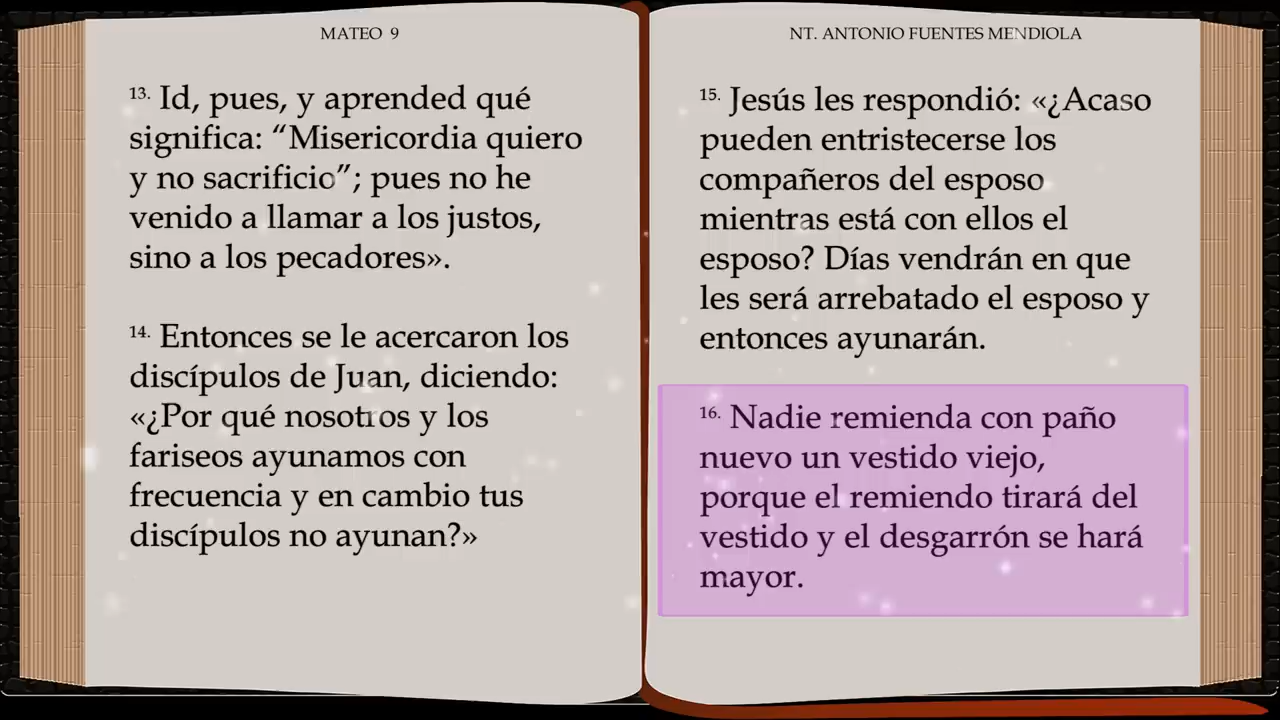 MATEO 9
13. Id, pues, y aprended qué
significa: “Misericordia quiero
y no sacrificio”; pues no he
venido a llamar a los justos,
sino a los pecadores».
14. Entonces se le acercaron los
discípulos de Juan, diciendo:
«¿Por qué nosotros y los
fariseos ayunamos con
frecuencia y en cambio tus
discípulos no ayunan?»
NT. ANTONIO FUENTES MENDIOLA
15. Jesús les respondió: «¿Acaso
pueden entristecerse los
compañeros del esposo
mientras está con ellos el
esposo? Días vendrán en que
les será arrebatado el esposo y
entonces ayunarán.
16. Nadie remienda con paño
nuevo un vestido viejo,
porque el remiendo tirará del
vestido y el desgarrón se hará
mayor.